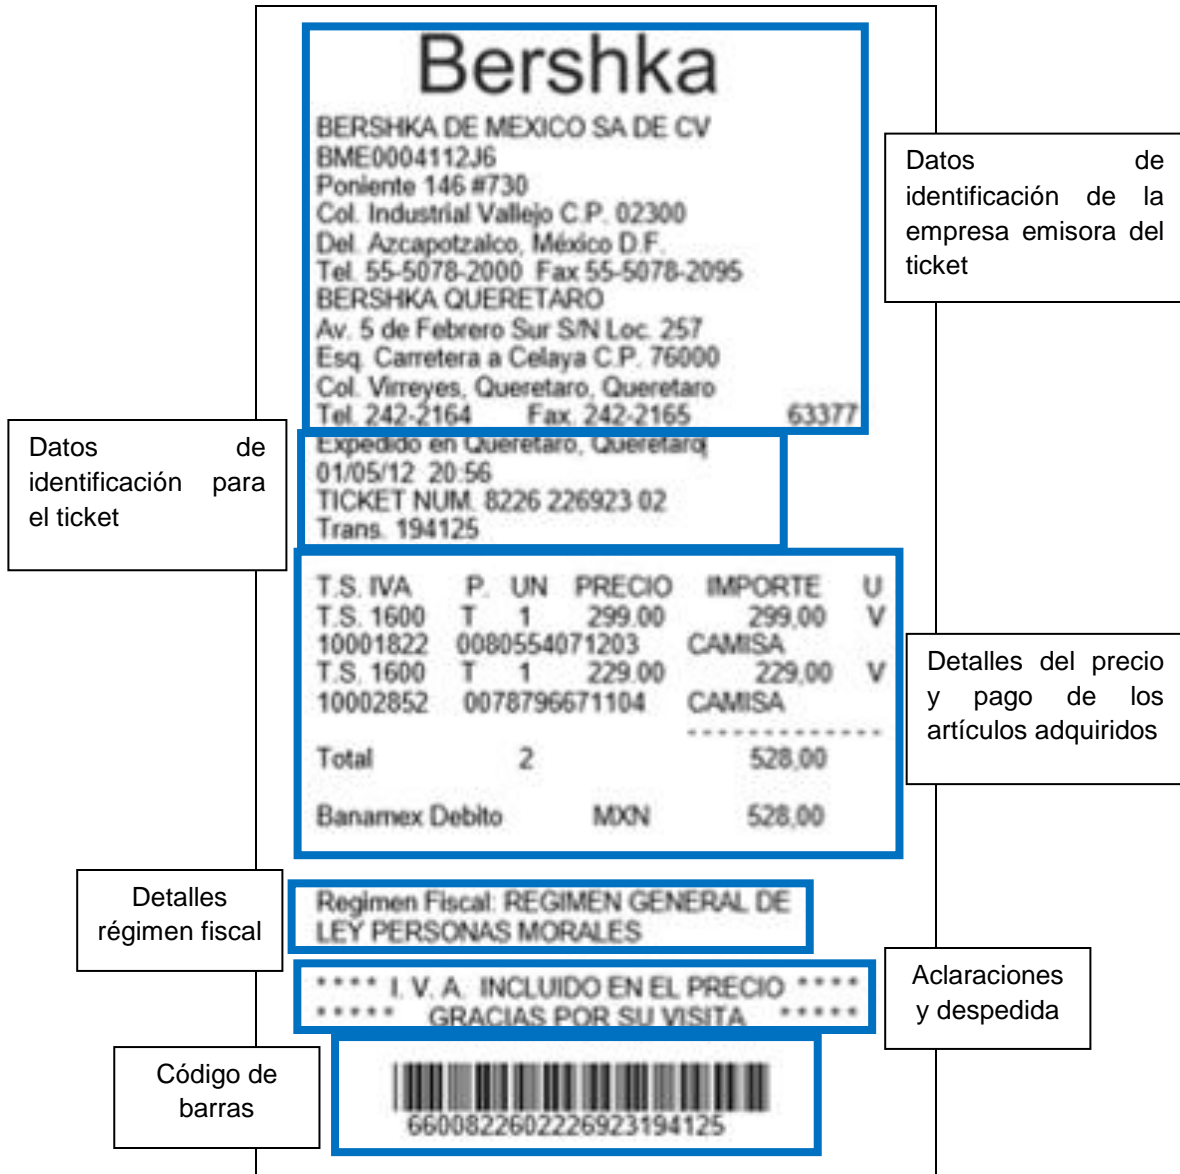 Bershka
BERSHKA DE MEXICO SA DE CV
BME0004112J6
Poniente 146 #730
Col. Industrial Vallejo C.P. 02300
Del. Azcapotzalco, México D.F.
Tel. 55-5078-2000 Fax 55-5078-2095
BERSHKA QUERETARO
Av. 5 de Febrero Sur S/N Loc. 257
Esq. Carretera a Celaya C.P. 76000
Col. Virreyes, Queretaro, Queretaro
Tel. 242-2164 Fax. 242-2165 63377
Datos de
identificación de la
empresa emisora del
ticket
Expedido en Queretaro, Queretaro
01/05/12 20:56
TICKET NUM. 8226 226923 02
Trans. 194125
Datos de
identificación para
el ticket
T.S. IVA P. UN PRECIO IMPORTE U
T.S. 1600 T 1 299.00 299,00 V
10001822 0080554071203 CAMISA
T.S. 1600 T 1 229.00 229,00 V
10002852 0078796671104 CAMISA
Total 2 528,00
Banamex Debito MXN 528,00
Detalles del precio
y pago de los
artículos adquiridos
Detalles
régimen fiscal
Regimen Fiscal: REGIMEN GENERAL DE
LEY PERSONAS MORALES
* * * * I. V. A. INCLUIDO EN EL PRECIO * * * *
* * * * * GRACIAS POR SU VISITA * * * * *
Aclaraciones
y despedida
Código de
barras
6600822602226923194125